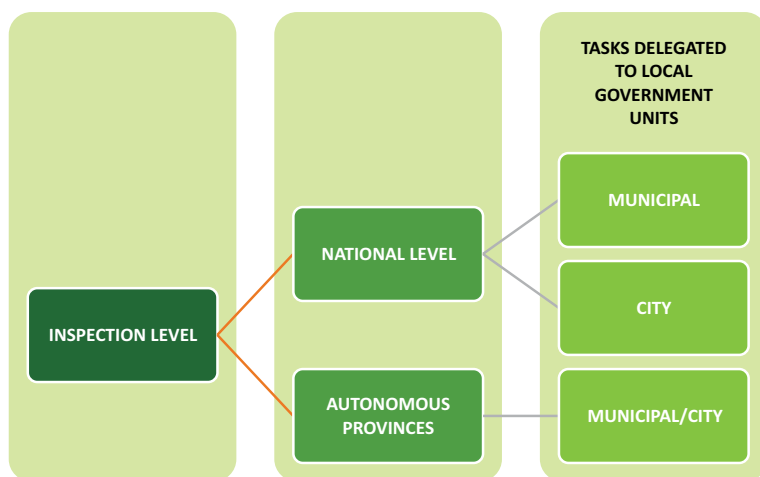 TASKS DELEGATED
TO LOCAL
GOVERNMENT
UNITS
MUNICIPAL
NATIONAL LEVEL
CITY
INSPECTION LEVEL
AUTONOMOUS
PROVINCES
MUNICIPAL/CITY